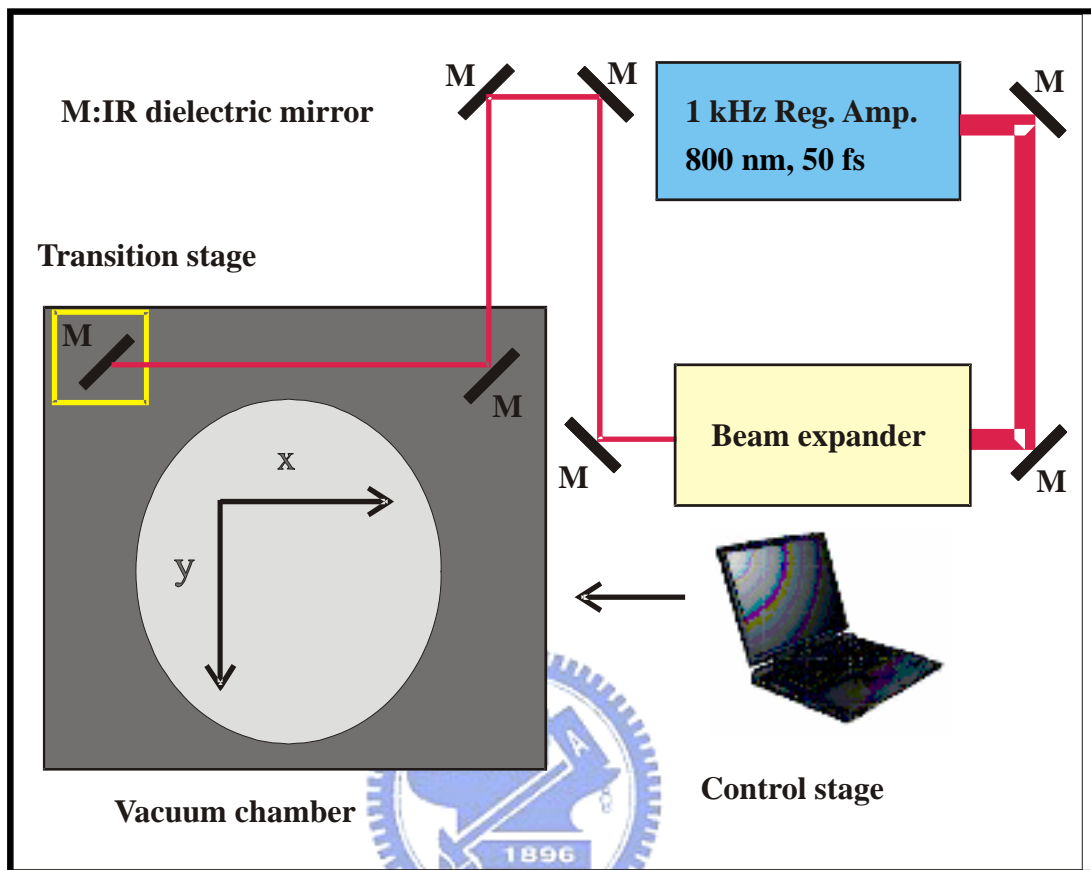 M
M
M
M:IR dielectric mirror
1 kHz Reg. Amp.
800 nm, 50 fs
Transition stage
M
M
Beam expander
M
M
x
y
Control stage
Vacuum chamber
A
1896